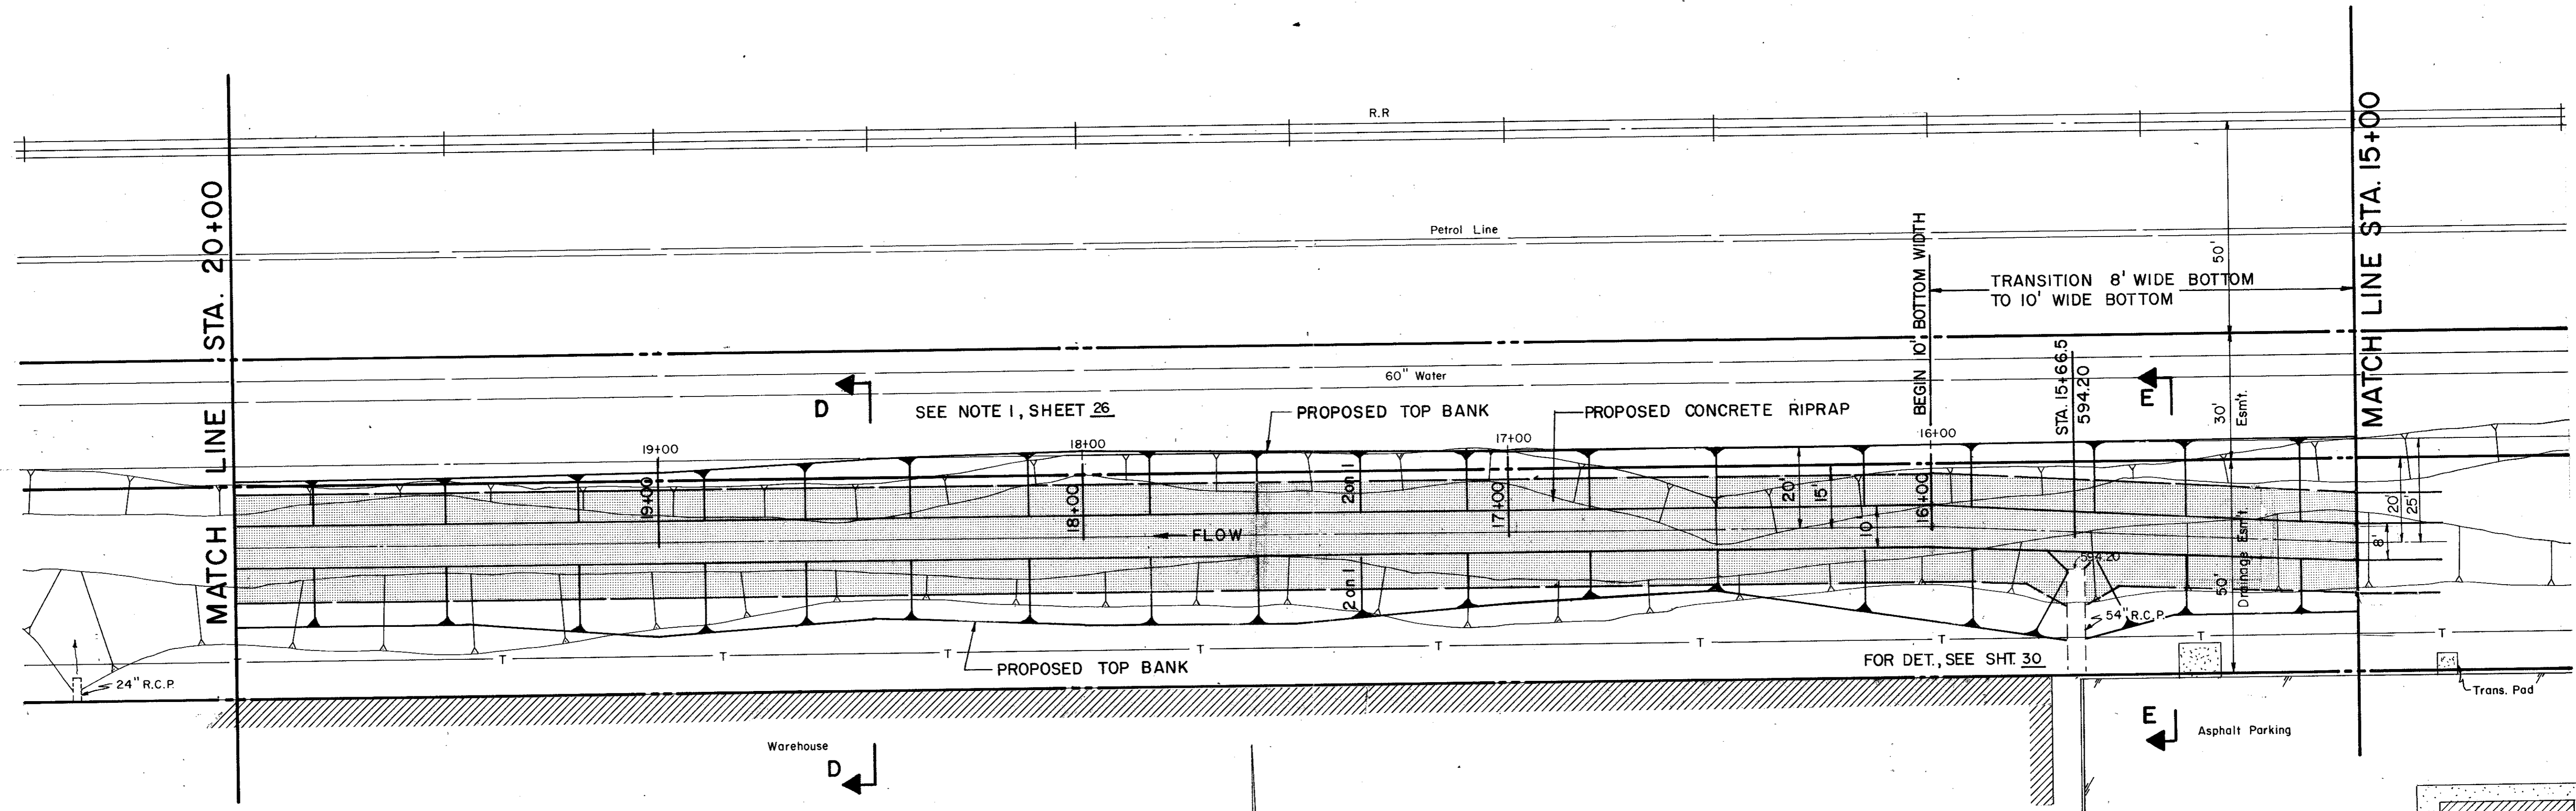 R.R
Petrol Line
MATCH LINE STA. 20+00
MATCH LINE STA. 15+00
50'
BEGIN 10' BOTTOM WIDTH
TRANSITION 8' WIDE BOTTOM
TO 10' WIDE BOTTOM
60" Water
D
SEE NOTE 1, SHEET 26
PROPOSED TOP BANK
PROPOSED CONCRETE RIPRAP
STA. 15+66.5
594.20
E
30'
Esm't.
19+00
18+00
17+00
16+00
19+00
18+00
2 on 1
17+00
20'
15'
10'
16+00
20'
25'
8'
FLOW
594.20
2 on 1
50'
Drainage Esm't.
54" R.C.P.
T
T
T
T
T
T
T
T
T
PROPOSED TOP BANK
FOR DET., SEE SHT. 30
24" R.C.P.
Trans. Pad
Warehouse
D
E
Asphalt Parking